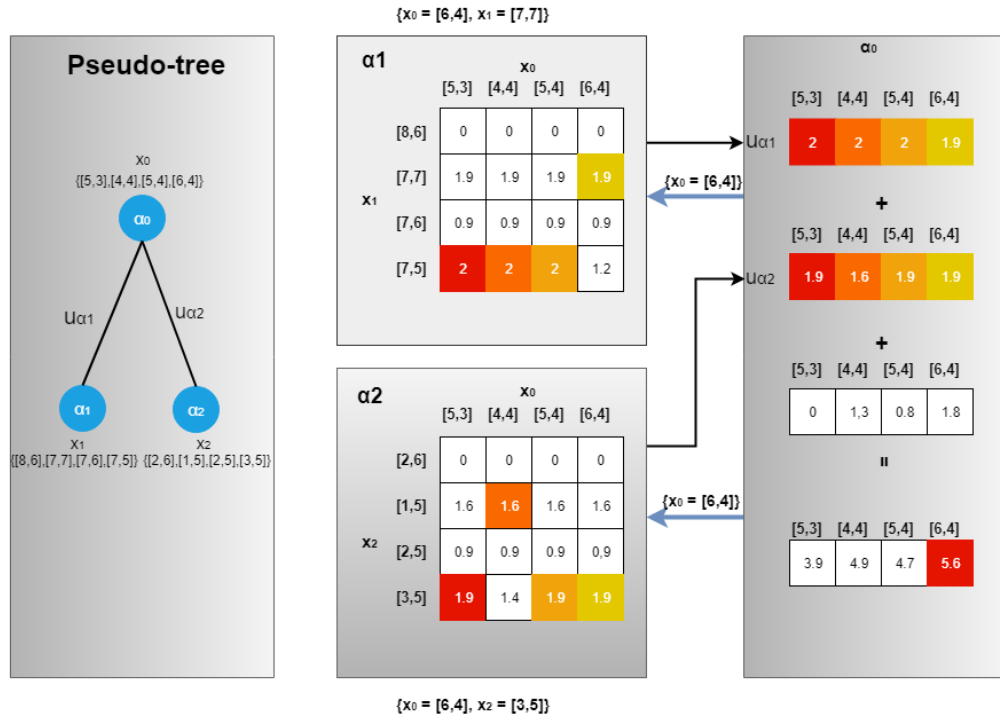 {x₀ = [6,4], x₁ = [7,7]}
Pseudo-tree
x₀
{[5,3],[4,4],[5,4],[6,4]}
α₀
uα1
uα2
α₁
α₂
x₁
x₂
{[8,6],[7,7],[7,6],[7,5]} {[2,6],[1,5],[2,5],[3,5]}
α1
x₀
[5,3] [4,4] [5,4] [6,4]
[8,6] 0 0 0 0
[7,7] 1.9 1.9 1.9 1.9
x₁
[7,6] 0.9 0.9 0.9 0.9
[7,5] 2 2 2 1.2
α2
x₀
[5,3] [4,4] [5,4] [6,4]
[2,6] 0 0 0 0
[1,5] 1.6 1.6 1.6 1.6
x₂
[2,5] 0.9 0.9 0.9 0,9
[3,5] 1.9 1.4 1.9 1.9
{x₀ = [6,4], x₂ = [3,5]}
{x₀ = [6,4]}
{x₀ = [6,4]}
α₀
[5,3] [4,4] [5,4] [6,4]
uα1 2 2 2 1.9
+
[5,3] [4,4] [5,4] [6,4]
uα2 1.9 1.6 1.9 1.9
+
[5,3] [4,4] [5,4] [6,4]
0 1,3 0.8 1.8
=
[5,3] [4,4] [5,4] [6,4]
3.9 4.9 4.7 5.6